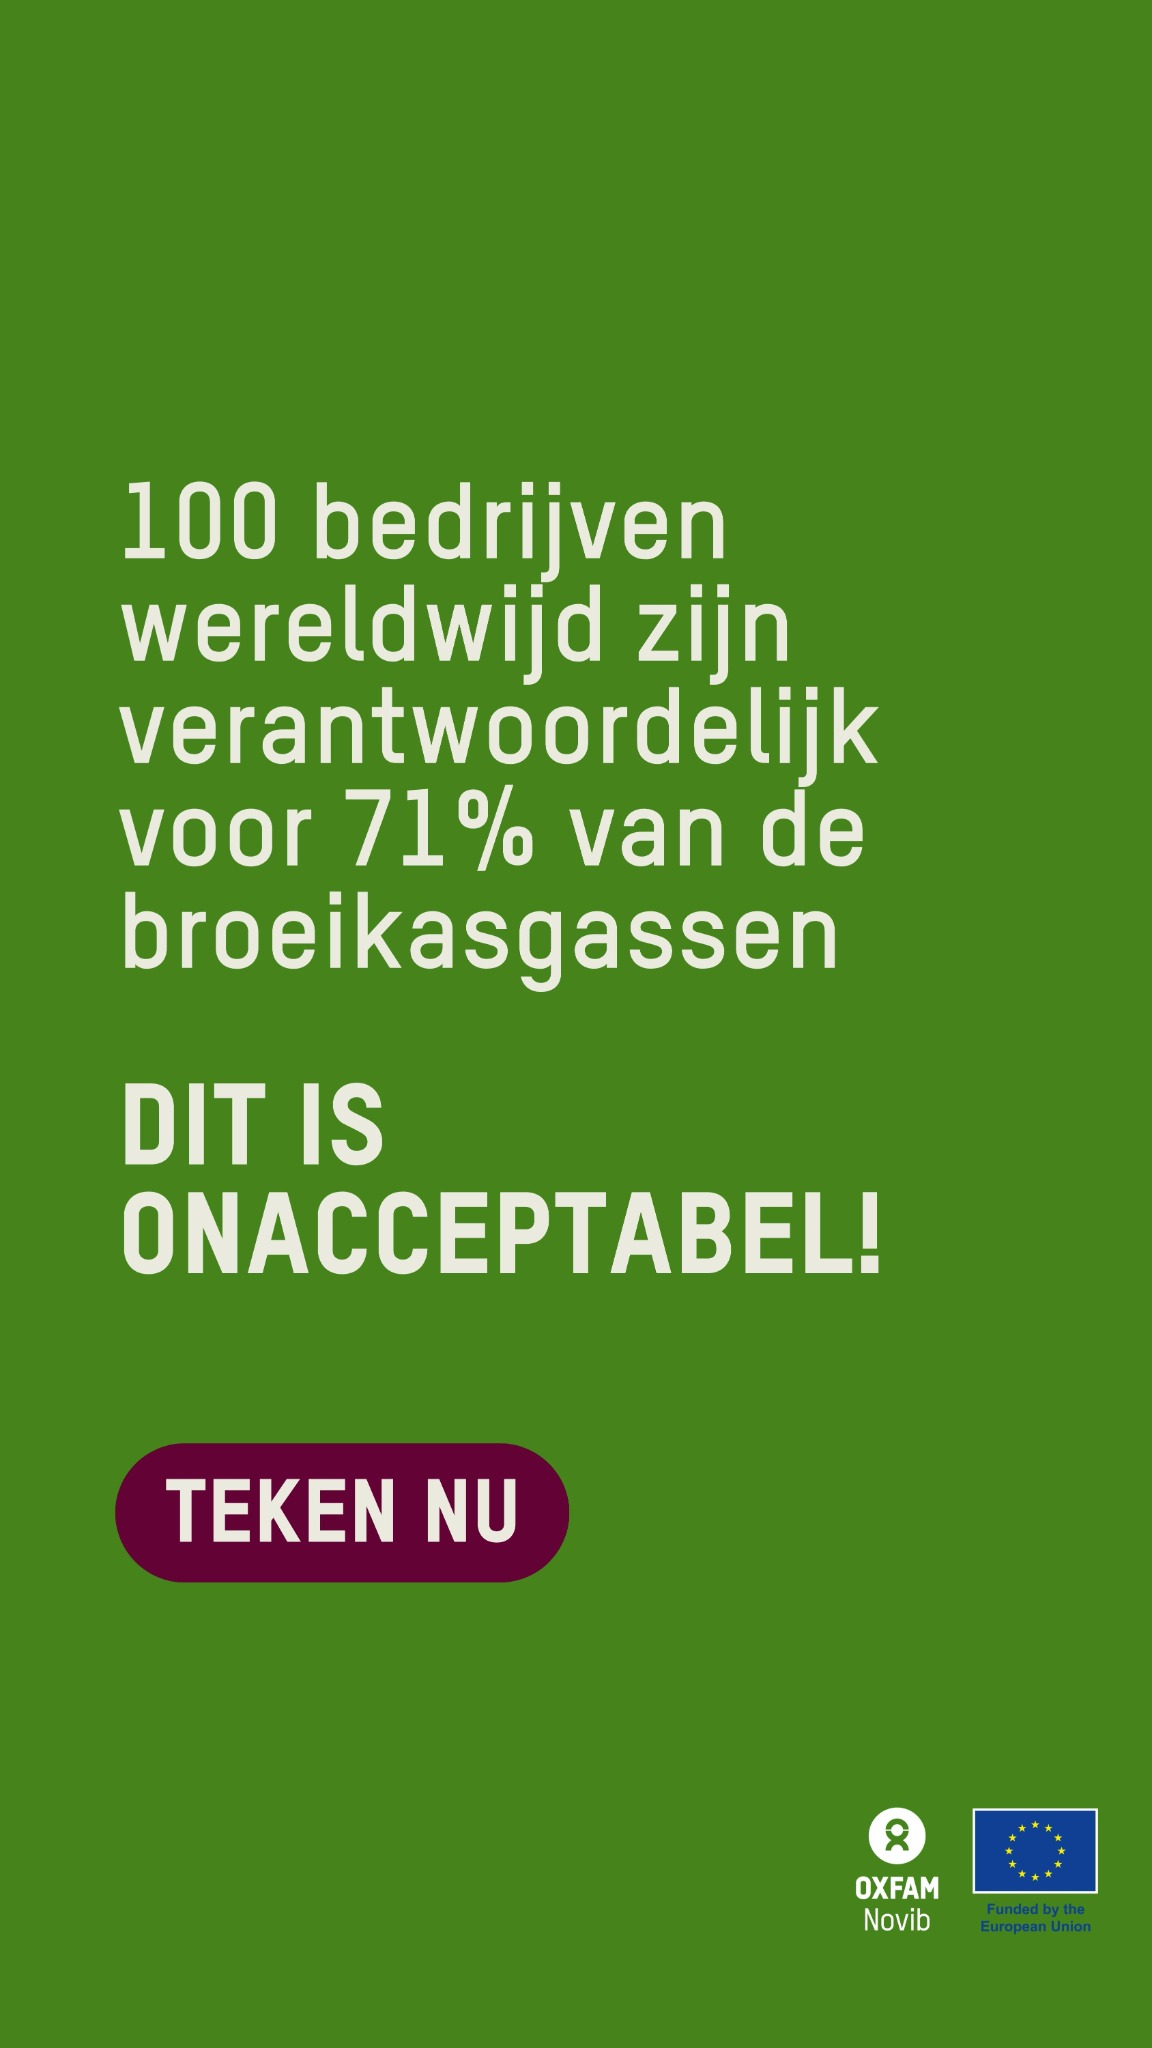 100 bedrijven
wereldwijd zijn
verantwoordelijk
voor 71% van de
broeikasgassen
DIT IS
ONACCEPTABEL!
TEKEN NU
OXFAM
Novib
Funded by the
European Union